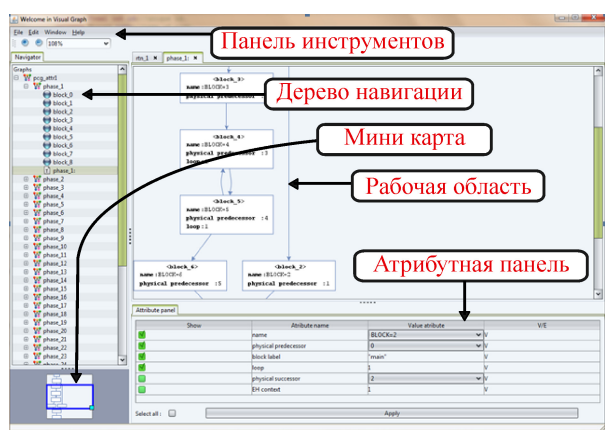 Welcome in Visual Graph
File Edit Window Help
108%
Панель инструментов
Navigator
rtn_1 phase_1:
Graphs
pcg_attr1
phase_1
block_0
block_1
block_2
block_3
block_4
block_5
block_6
block_7
block_8
phase_1:
phase_2
phase_3
phase_4
phase_5
phase_6
phase_7
phase_8
phase_9
phase_10
phase_11
phase_12
phase_13
phase_14
phase_15
phase_16
phase_17
phase_18
phase_19
phase_20
phase_21
phase_22
phase_23
Дерево навигации
Мини карта
Рабочая область
Атрибутная панель
<block_3>
name:BLOCK=3
physical predecessor
<block_4>
name:BLOCK=4
physical predecessor :3
loop:
<block_5>
name:BLOCK=5
physical predecessor :4
loop:1
<block_6>
name:BLOCK=6
physical predecessor :5
<block_2>
name:BLOCK=2
physical predecessor :1
Attribute panel
Show Atribute name Value atribute V/E
name BLOCK=2 V
physical predecessor 0 V
block label "main" V
loop 1 V
physical successor 2 V
EH context 1 V
Select all : Apply